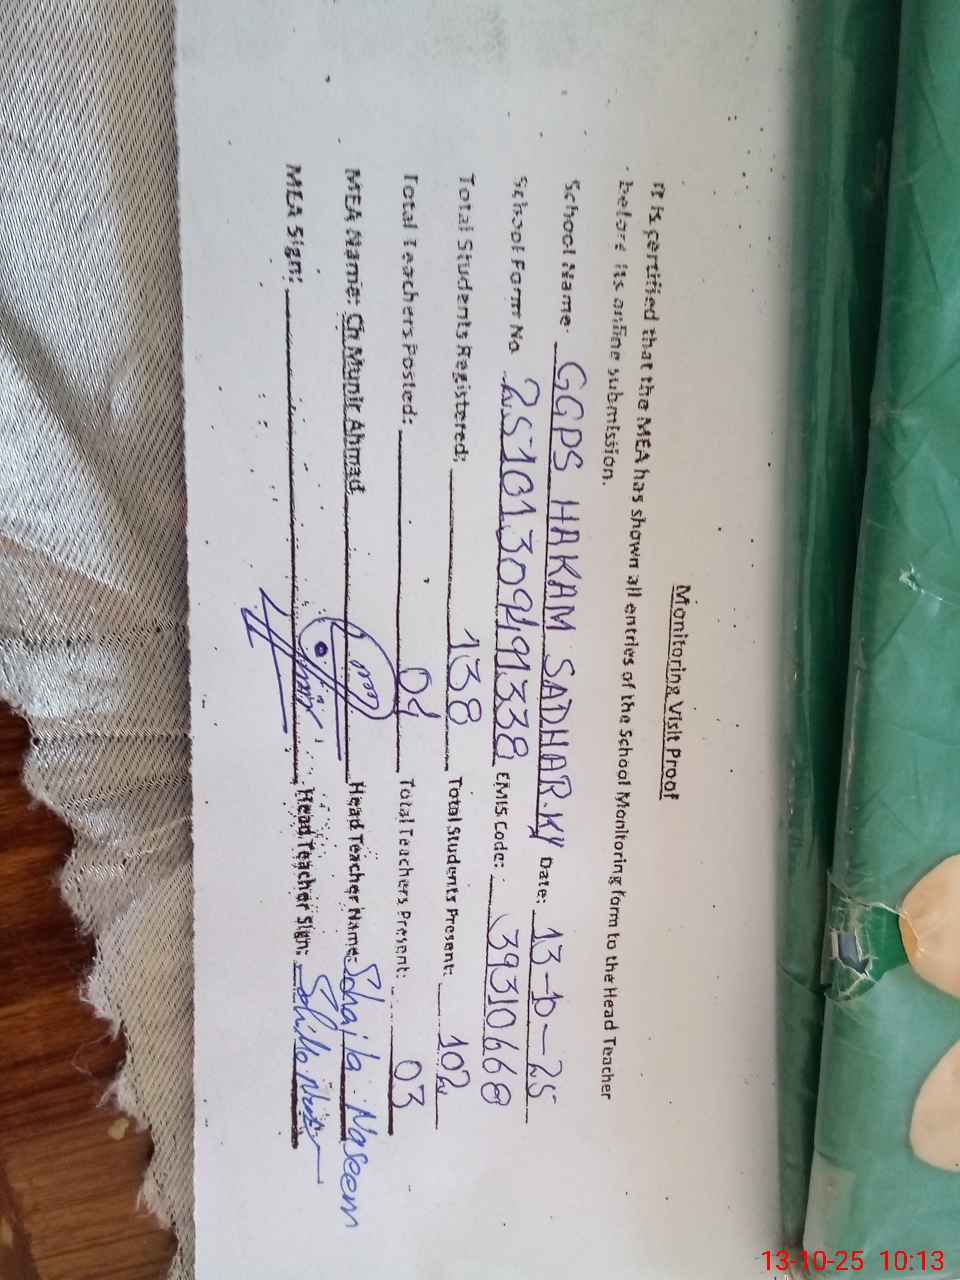 Monitoring Visit Proof
It is certified that the MEA has shown all entries of the School Monitoring form to the Head Teacher
before its online submission.
School Name: GGPS HAKAM SADHAR.KY Date: 13-10-25
School Form No 2510130949133338 EMIS Code: 39310668
Total Students Registered: 138 Total Students Present: 102
Total Teachers Posted: 04 Total Teachers Present: 03
MEA Name: Ch Munir Ahmad Head Teacher Name: Sohaila Naseem
MEA Sign: Head Teacher Sign:
13-10-25 10:13